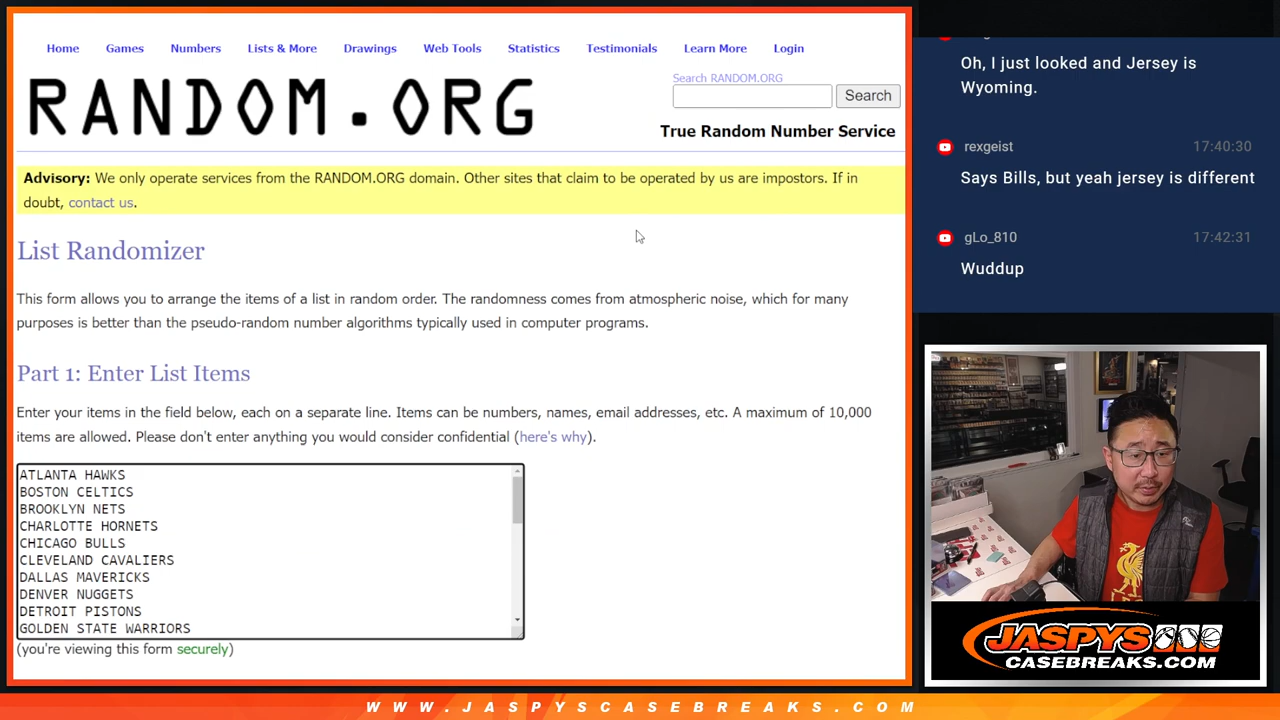 Home Games Numbers Lists & More Drawings Web Tools Statistics Testimonials Learn More Login
RANDOM.ORG
Search RANDOM.ORG
Search
True Random Number Service
Advisory: We only operate services from the RANDOM.ORG domain. Other sites that claim to be operated by us are impostors. If in
doubt, contact us.
List Randomizer
This form allows you to arrange the items of a list in random order. The randomness comes from atmospheric noise, which for many
purposes is better than the pseudo-random number algorithms typically used in computer programs.
Part 1: Enter List Items
Enter your items in the field below, each on a separate line. Items can be numbers, names, email addresses, etc. A maximum of 10,000
items are allowed. Please don't enter anything you would consider confidential (here's why).
ATLANTA HAWKS
BOSTON CELTICS
BROOKLYN NETS
CHARLOTTE HORNETS
CHICAGO BULLS
CLEVELAND CAVALIERS
DALLAS MAVERICKS
DENVER NUGGETS
DETROIT PISTONS
GOLDEN STATE WARRIORS
(you're viewing this form securely)
Oh, I just looked and Jersey is
Wyoming.
rexgeist 17:40:30
Says Bills, but yeah jersey is different
gLo_810 17:42:31
Wuddup
JASPYS
CASEBREAKS.COM
WWW.JASPYSCASEBREAKS.COM